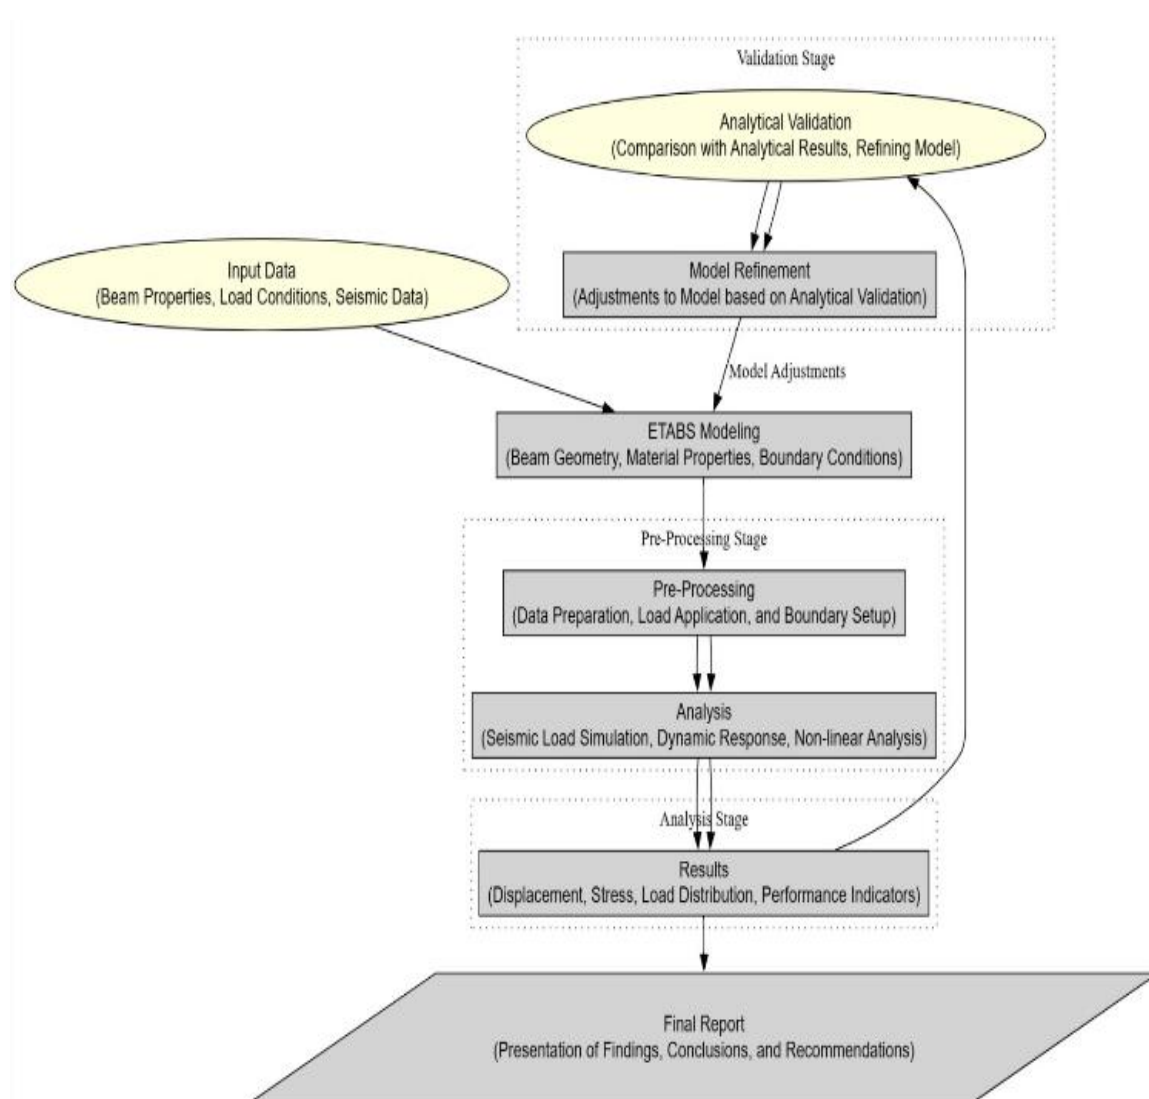 Validation Stage
Analytical Validation
(Comparison with Analytical Results, Refining Model)
Input Data
(Beam Properties, Load Conditions, Seismic Data)
Model Refinement
(Adjustments to Model based on Analytical Validation)
Model Adjustments
ETABS Modeling
(Beam Geometry, Material Properties, Boundary Conditions)
Pre-Processing Stage
Pre-Processing
(Data Preparation, Load Application, and Boundary Setup)
Analysis
(Seismic Load Simulation, Dynamic Response, Non-linear Analysis)
Analysis Stage
Results
(Displacement, Stress, Load Distribution, Performance Indicators)
Final Report
(Presentation of Findings, Conclusions, and Recommendations)